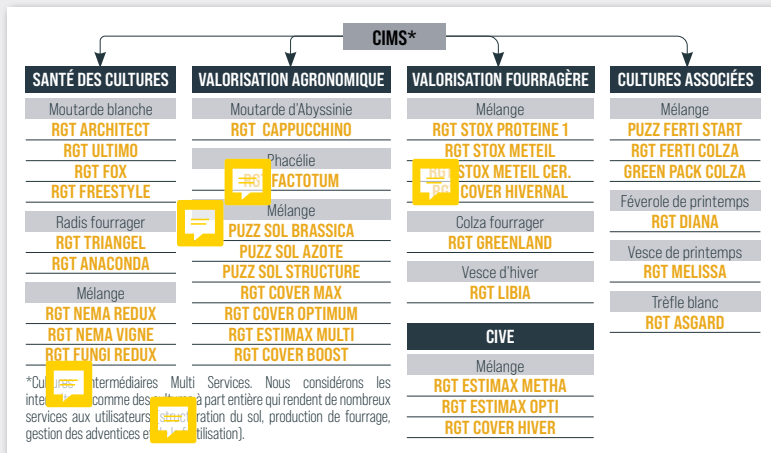 CIMS*
SANTÉ DES CULTURES
Moutarde blanche
RGT ARCHITECT
RGT ULTIMO
RGT FOX
RGT FREESTYLE
Radis fourrager
RGT TRIANGEL
RGT ANACONDA
Mélange
RGT NEMA REDUX
RGT NEMA VIGNE
RGT FUNGI REDUX
VALORISATION AGRONOMIQUE
Moutarde d'Abyssinie
RGT CAPPUCCHINO
Phacélie
RGT FACTOTUM
Mélange
PUZZ SOL BRASSICA
PUZZ SOL AZOTE
PUZZ SOL STRUCTURE
RGT COVER MAX
RGT COVER OPTIMUM
RGT ESTIMAX MULTI
RGT COVER BOOST
VALORISATION FOURRAGÈRE
Mélange
RGT STOX PROTEINE 1
RGT STOX METEIL
RGT STOX METEIL CER.
RGT COVER HIVERNAL
Colza fourrager
RGT GREENLAND
Vesce d'hiver
RGT LIBIA
CIVE
Mélange
RGT ESTIMAX METHA
RGT ESTIMAX OPTI
RGT COVER HIVER
CULTURES ASSOCIÉES
Mélange
PUZZ FERTI START
RGT FERTI COLZA
GREEN PACK COLZA
Féverole de printemps
RGT DIANA
Vesce de printemps
RGT MELISSA
Trèfle blanc
RGT ASGARD
*Cultures Intermédiaires Multi Services. Nous considérons les
comme des cultures à part entière qui rendent de nombreux
services aux utilisateurs structuration du sol, production de fourrage,
gestion des adventices et